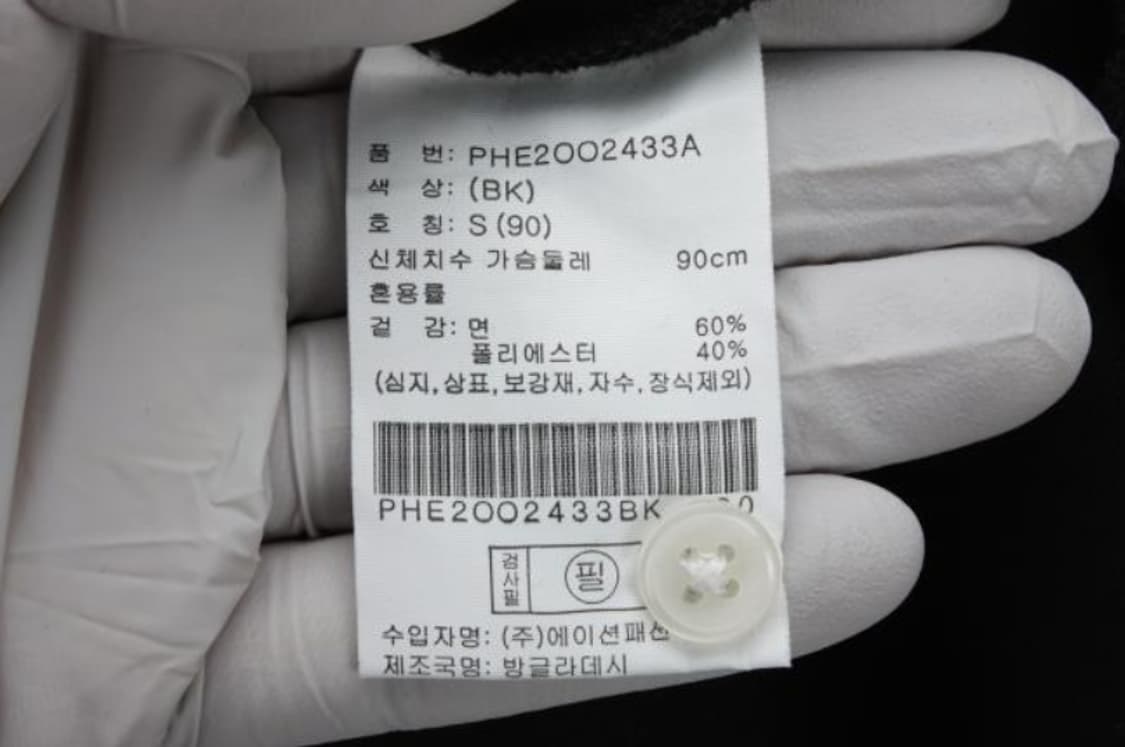 품 번: PHE2002433A
색 상: (BK)
호 칭: S (90)
신체치수 가슴둘레 90cm
혼용률
겉 감: 면 60%
폴리에스터 40%
(심지,상표,보강재,자수,장식제외)
PHE2002433BK
검사필 필
수입자명: (주)에이션패션
제조국명: 방글라데시